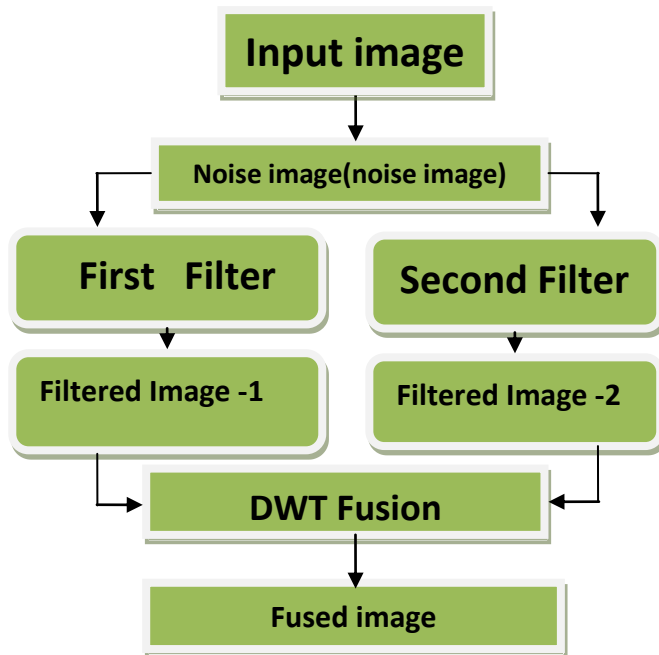 Input image
Noise image(noise image)
First Filter
Second Filter
Filtered Image -1
Filtered Image -2
DWT Fusion
Fused image